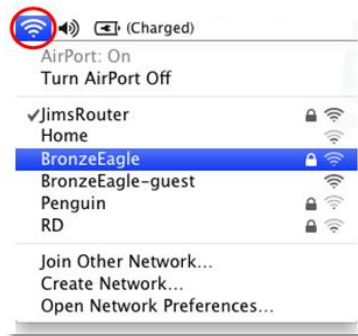 (Charged)
AirPort: On
Turn AirPort Off
✓JimsRouter
Home
BronzeEagle
BronzeEagle-guest
Penguin
RD
Join Other Network...
Create Network...
Open Network Preferences...